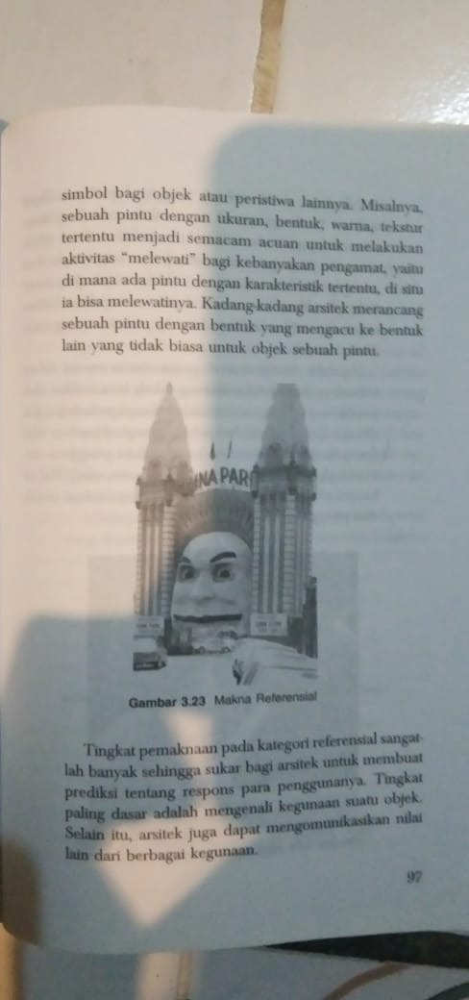 simbol bagi objek atau peristiwa lainnya. Misalnya,
sebuah pintu dengan ukuran, bentuk, warna, tekstur
tertentu menjadi semacam acuan untuk melakukan
aktivitas “melewati” bagi kebanyakan pengamat, yaitu
di mana ada pintu dengan karakteristik tertentu, di situ
ia bisa melewatinya. Kadang-kadang arsitek merancang
sebuah pintu dengan bentuk yang mengacu ke bentuk
lain yang tidak biasa untuk objek sebuah pintu.
NA PAR
Gambar 3.23 Makna Referensial
Tingkat pemaknaan pada kategori referensial sangat-
lah banyak sehingga sukar bagi arsitek untuk membuat
prediksi tentang respons para penggunanya. Tingkat
paling dasar adalah mengenali kegunaan suatu objek.
Selain itu, arsitek juga dapat mengomunikasikan nilai
lain dari berbagai kegunaan.
97